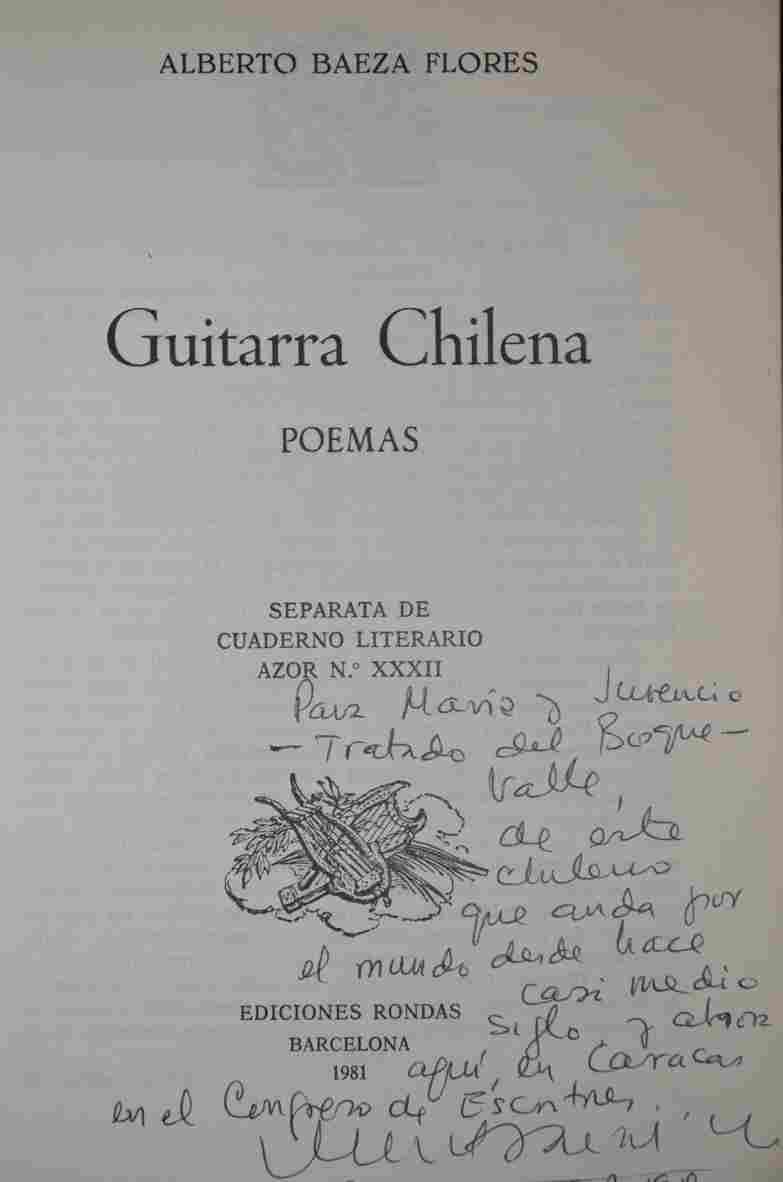 ALBERTO BAEZA FLORES
Guitarra Chilena
POEMAS
SEPARATA DE
CUADERNO LITERARIO
AZOR N.º XXXII
Para María y Juvencio
— Tratado del Bosque —
Valle,
de este
chileno
que anda por
el mundo desde hace
casi medio
siglo y ahora
aquí, en Caracas
en el Congreso de Escritores.
EDICIONES RONDAS
BARCELONA
1981